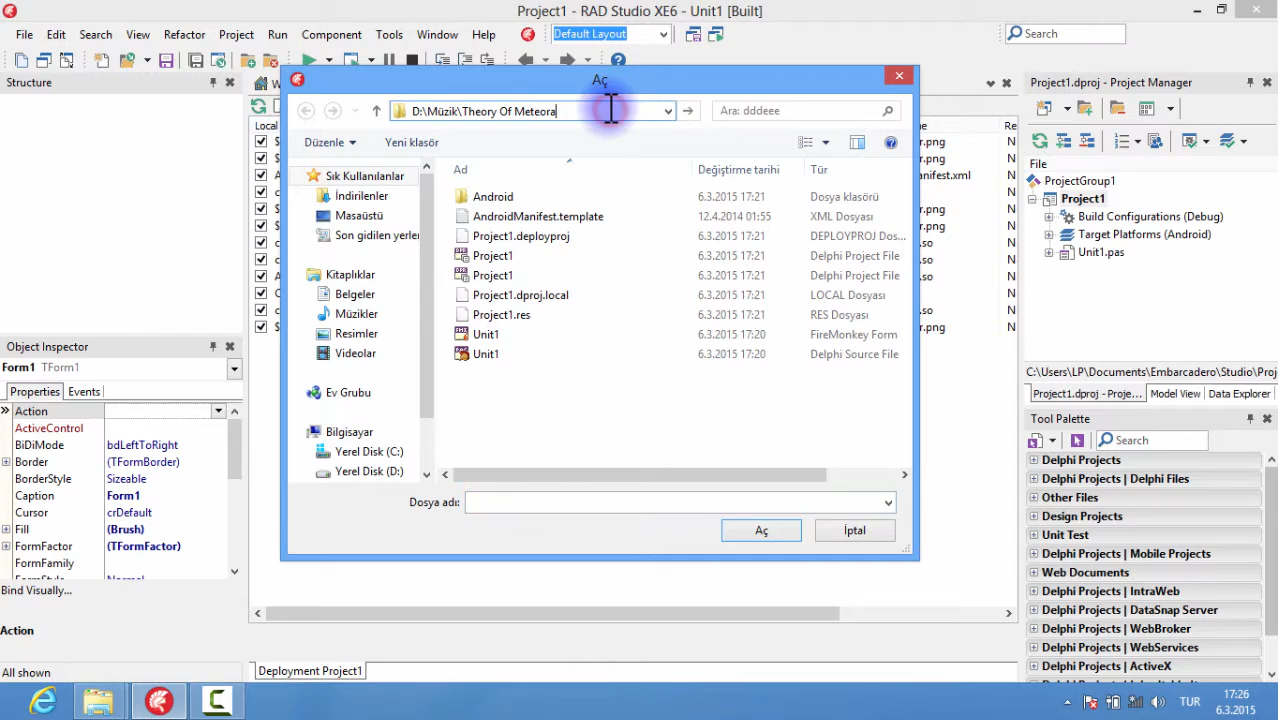 Project1 - RAD Studio XE6 - Unit1 [Built]
File Edit Search View Refactor Project Run Component Tools Window Help Default Layout Search
Structure
Aç
D:\Müzik\Theory Of Meteora Ara: dddeee
Düzenle Yeni klasör
Ad Değiştirme tarihi Tür
Sık Kullanılanlar
İndirilenler
Masaüstü
Son gidilen yerle
Kitaplıklar
Belgeler
Müzikler
Resimler
Videolar
Ev Grubu
Bilgisayar
Yerel Disk (C:)
Yerel Disk (D:)
Android 6.3.2015 17:21 Dosya klasörü
AndroidManifest.template 12.4.2014 01:55 XML Dosyası
Project1.deployproj 6.3.2015 17:21 DEPLOYPROJ Dos...
Project1 6.3.2015 17:21 Delphi Project File
Project1 6.3.2015 17:21 Delphi Project File
Project1.dproj.local 6.3.2015 17:21 LOCAL Dosyası
Project1.res 6.3.2015 17:21 RES Dosyası
Unit1 6.3.2015 17:20 FireMonkey Form
Unit1 6.3.2015 17:20 Delphi Source File
Dosya adı:
Aç İptal
Local
Re
Object Inspector
Form1 TForm1
Properties Events
Action
ActiveControl
BiDiMode bdLeftToRight
Border (TFormBorder)
BorderStyle Sizeable
Caption Form1
Cursor crDefault
Fill (Brush)
FormFactor (TFormFactor)
FormFamily
Bind Visually...
Action
All shown
Deployment Project1
Project1.dproj - Project Manager
File
ProjectGroup1
Project1
Build Configurations (Debug)
Target Platforms (Android)
Unit1.pas
C:\Users\LP\Documents\Embarcadero\Studio\Proj
Project1.dproj - Proje... Model View Data Explorer
Tool Palette
Search
Delphi Projects
Delphi Projects | Delphi Files
Other Files
Design Projects
Unit Test
Delphi Projects | Mobile Projects
Web Documents
Delphi Projects | IntraWeb
Delphi Projects | DataSnap Server
Delphi Projects | WebBroker
Delphi Projects | WebServices
Delphi Projects | ActiveX
TUR 17:26
6.3.2015